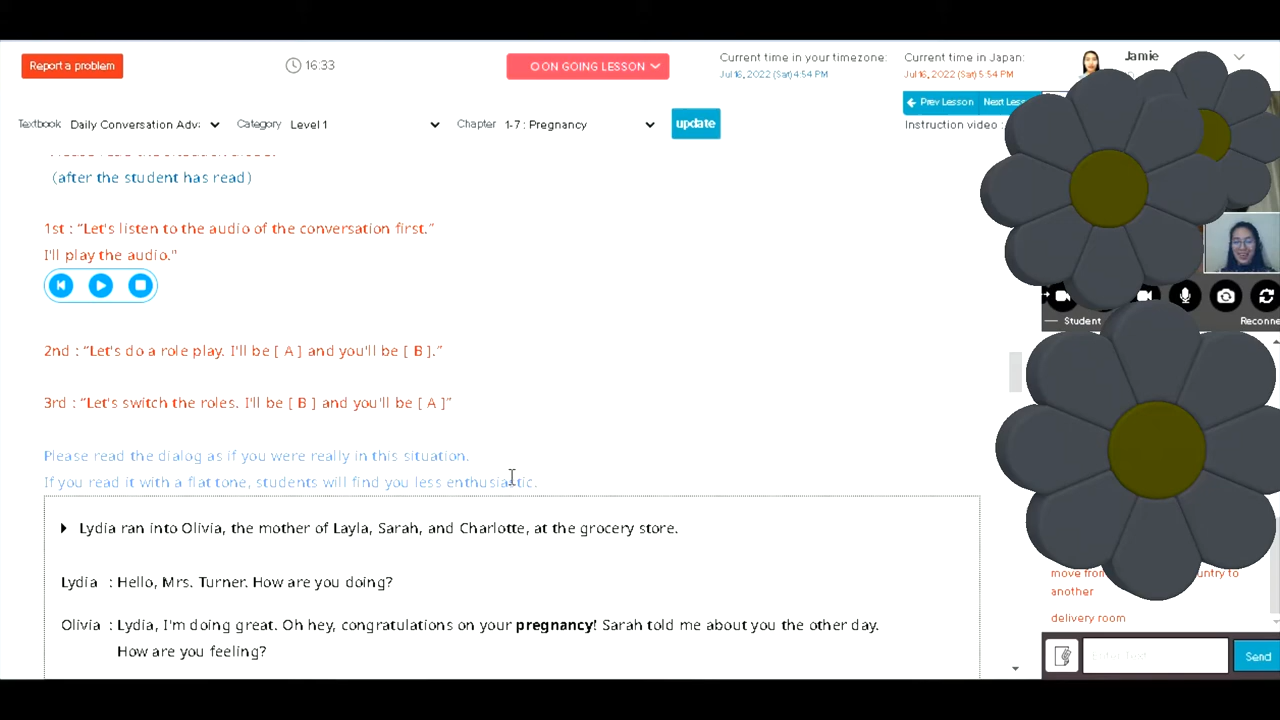 Report a problem
16:33
O ON GOING LESSON
Current time in your timezone:
Jul 16, 2022 (Sat) 4:54 PM
Current time in Japan:
Jul 16, 2022 (Sat) 5:54 PM
Jamie
Prev Lesson Next
Textbook Daily Conversation Category Level 1 Chapter 1-7 : Pregnancy update
Instruction video :
(after the student has read)
1st : "Let's listen to the audio of the conversation first."
I'll play the audio."
2nd : "Let's do a role play. I'll be [ A ] and you'll be [ B ]."
3rd : "Let's switch the roles. I'll be [ B ] and you'll be [ A ]"
Please read the dialog as if you were really in this situation.
If you read it with a flat tone, students will find you less enthusiastic.
Lydia ran into Olivia, the mother of Layla, Sarah, and Charlotte, at the grocery store.
Lydia : Hello, Mrs. Turner. How are you doing?
Olivia : Lydia, I'm doing great. Oh hey, congratulations on your pregnancy! Sarah told me about you the other day.
How are you feeling?
Student
move to
another
delivery room
Enter Text
Send